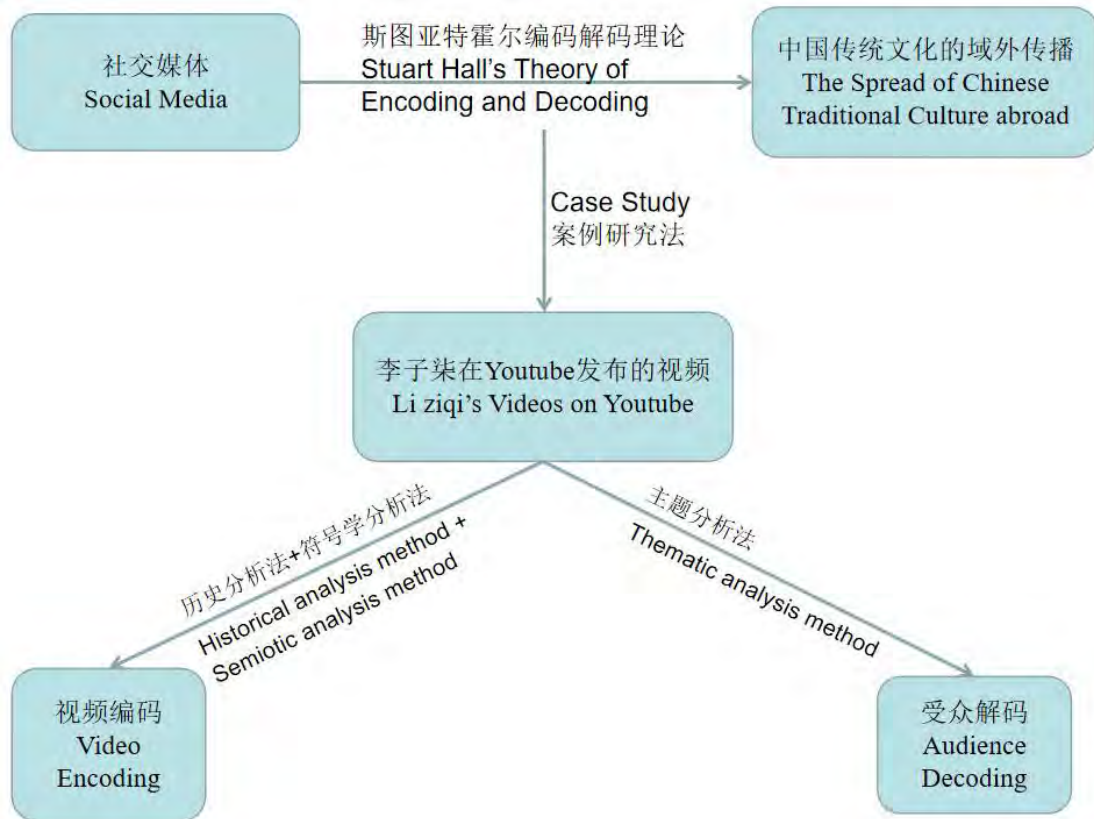 社交媒体
Social Media
斯图亚特霍尔编码解码理论
Stuart Hall's Theory of
Encoding and Decoding
中国传统文化的域外传播
The Spread of Chinese
Traditional Culture abroad
Case Study
案例研究法
李子柒在Youtube发布的视频
Li ziqi's Videos on Youtube
历史分析法+符号学分析法
Historical analysis method +
Semiotic analysis method
主题分析法
Thematic analysis method
视频编码
Video
Encoding
受众解码
Audience
Decoding